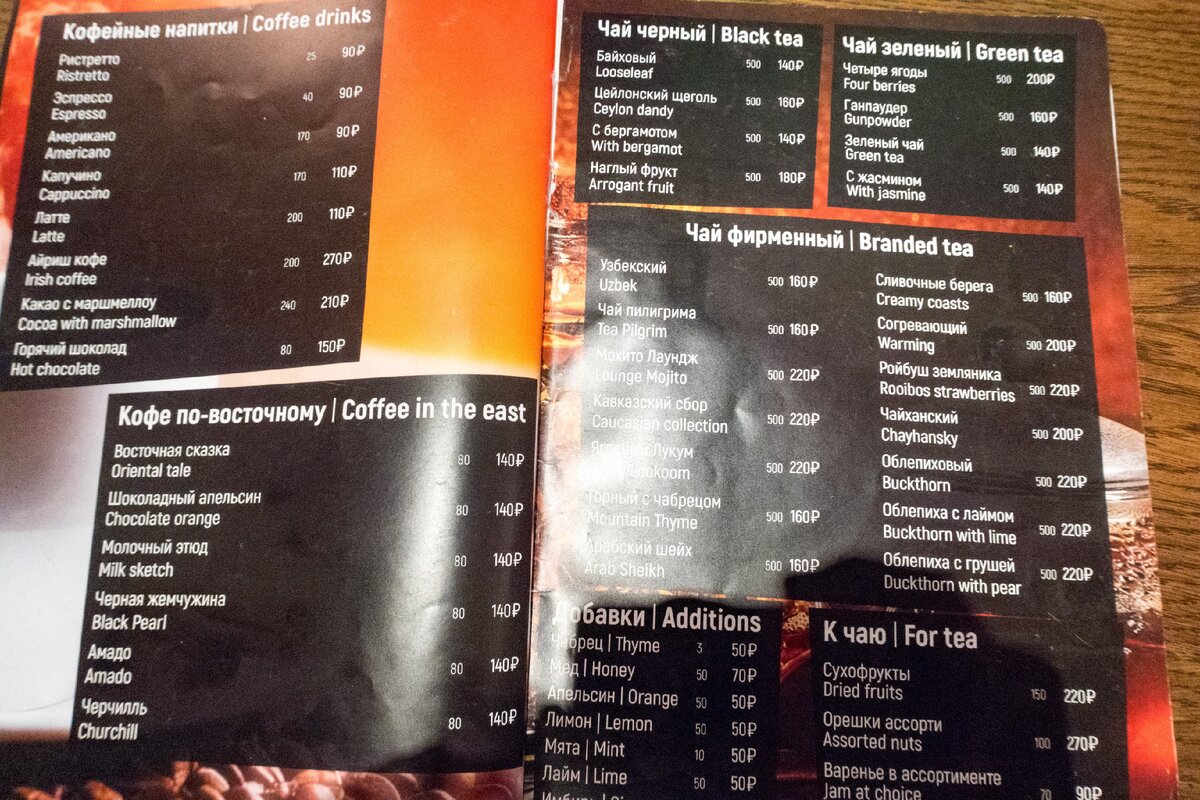 Кофейные напитки | Coffee drinks
Ристретто 25 90₽
Ristretto
Эспрессо 40 90₽
Espresso
Американо 170 90₽
Americano
Капучино 170 110₽
Cappuccino
Латте 200 110₽
Latte
Айриш кофе 200 270₽
Irish coffee
Какао с маршмеллоу 240 210₽
Cocoa with marshmallow
Горячий шоколад 80 150₽
Hot chocolate
Кофе по-восточному | Coffee in the east
Восточная сказка 80 140₽
Oriental tale
Шоколадный апельсин 80 140₽
Chocolate orange
Молочный этюд 80 140₽
Milk sketch
Черная жемчужина 80 140₽
Black Pearl
Амадо 80 140₽
Amado
Черчилль 80 140₽
Churchill
Чай черный | Black tea
Байховый 500 140₽
Looseleaf
Цейлонский щеголь 500 160₽
Ceylon dandy
С бергамотом 500 140₽
With bergamot
Наглый фрукт 500 180₽
Arrogant fruit
Чай зеленый | Green tea
Четыре ягоды 500 200₽
Four berries
Ганпаудер 500 160₽
Gunpowder
Зеленый чай 500 140₽
Green tea
С жасмином 500 140₽
With jasmine
Чай фирменный | Branded tea
Узбекский
Uzbek 500 160₽
Чай пилигрима
Tea Pilgrim 500 160₽
Мохито Лаундж
Lounge Mojito 500 220₽
Кавказский сбор
Caucasian collection 500 220₽
Лукум
500 220₽
Горный с чабрецом
Mountain Thyme 500 160₽
Арабский шейх
Arab Sheikh 500 160₽
Сливочные берега
Creamy coasts 500 160₽
Согревающий
Warming 500 200₽
Ройбуш земляника
Rooibos strawberries 500 220₽
Чайханский
Chayhansky 500 200₽
Облепиховый
Buckthorn 500 220₽
Облепиха с лаймом
Buckthorn with lime 500 220₽
Облепиха с грушей
Duckthorn with pear 500 220₽
Добавки | Additions
Чабрец | Thyme 3 50₽
Мед | Honey 50 70₽
Апельсин | Orange 50 50₽
Лимон | Lemon 50 50₽
Мята | Mint 10 50₽
Лайм | Lime 50 50₽
К чаю | For tea
Сухофрукты
Dried fruits 150 220₽
Орешки ассорти
Assorted nuts 100 270₽
Варенье в ассортименте
Jam at choice 70 90₽